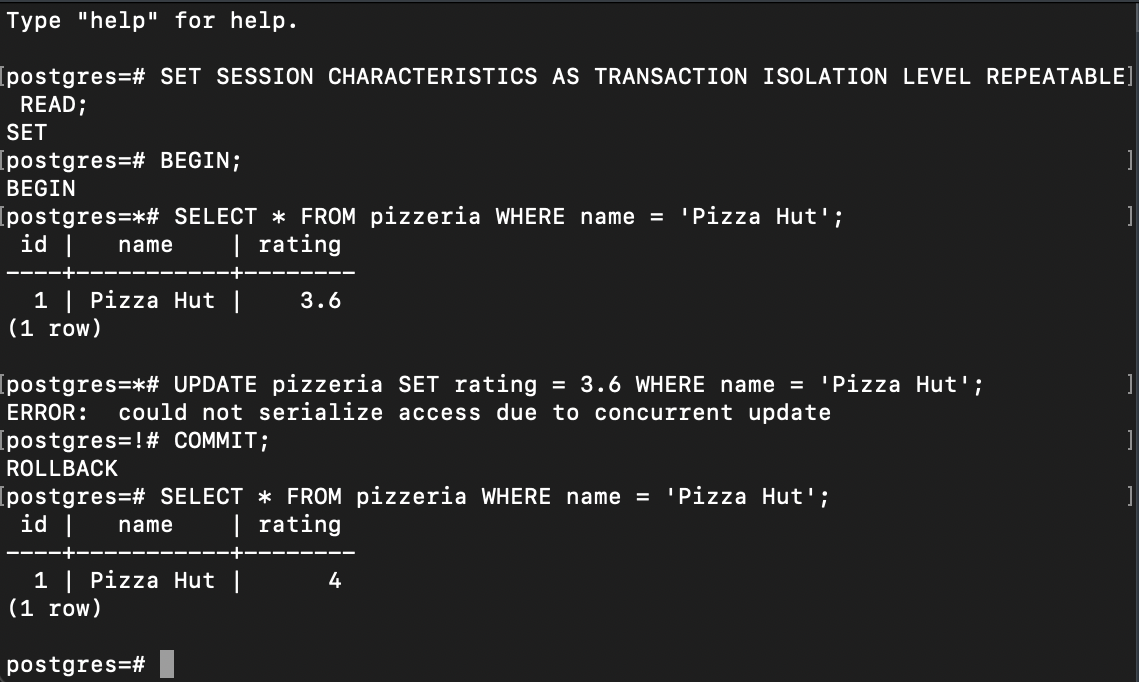 Type "help" for help.

[postgres=# SET SESSION CHARACTERISTICS AS TRANSACTION ISOLATION LEVEL REPEATABLE]
 READ;
SET
[postgres=# BEGIN;                                                               ]
BEGIN
[postgres=*# SELECT * FROM pizzeria WHERE name = 'Pizza Hut';                    ]
 id |   name    | rating
----+-----------+--------
  1 | Pizza Hut |    3.6
(1 row)

[postgres=*# UPDATE pizzeria SET rating = 3.6 WHERE name = 'Pizza Hut';          ]
ERROR:  could not serialize access due to concurrent update
[postgres=!# COMMIT;                                                             ]
ROLLBACK
[postgres=# SELECT * FROM pizzeria WHERE name = 'Pizza Hut';                     ]
 id |   name    | rating
----+-----------+--------
  1 | Pizza Hut |      4
(1 row)

postgres=#